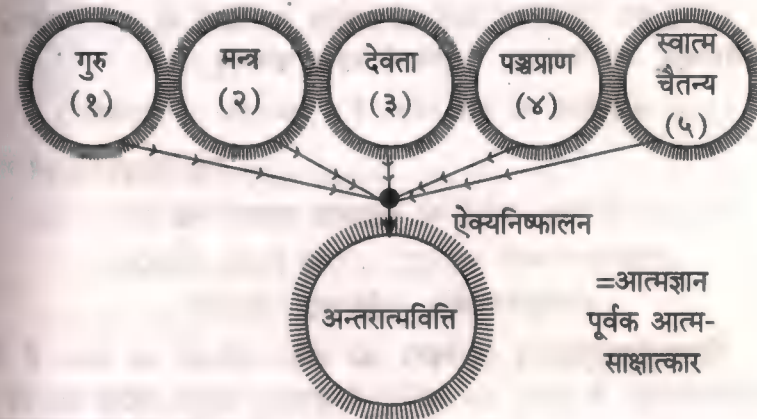 गुरु
(१)
मन्त्र
(२)
देवता
(३)
पञ्चप्राण
(४)
स्वात्म
चैतन्य
(५)
ऐक्यनिष्फालन
अन्तरात्मवित्ति
=आत्मज्ञान
पूर्वक आत्म-
साक्षात्कार